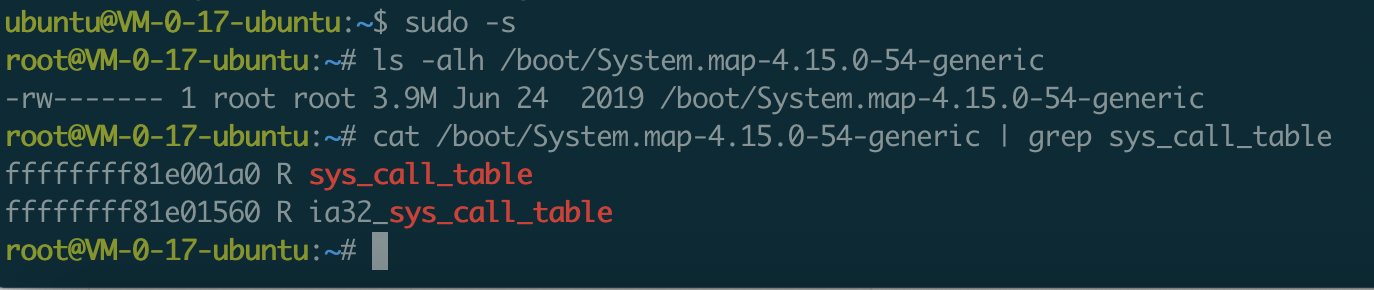 ubuntu@VM-0-17-ubuntu:~$ sudo -s
root@VM-0-17-ubuntu:~# ls -alh /boot/System.map-4.15.0-54-generic
-rw------- 1 root root 3.9M Jun 24  2019 /boot/System.map-4.15.0-54-generic
root@VM-0-17-ubuntu:~# cat /boot/System.map-4.15.0-54-generic | grep sys_call_table
ffffffff81e001a0 R sys_call_table
ffffffff81e01560 R ia32_sys_call_table
root@VM-0-17-ubuntu:~#